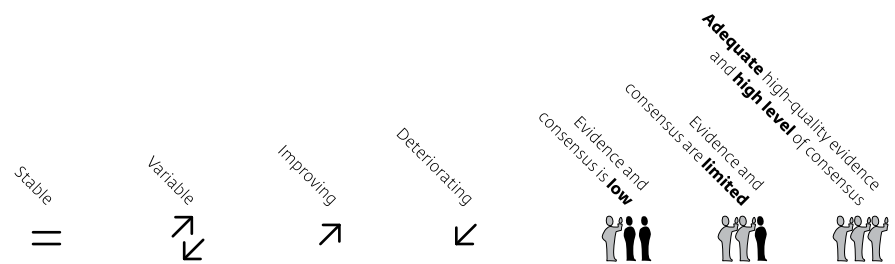 Stable
Variable
Improving
Deteriorating
Evidence and
consensus is low
Evidence and
consensus are limited
Adequate high-quality evidence
and high level of consensus